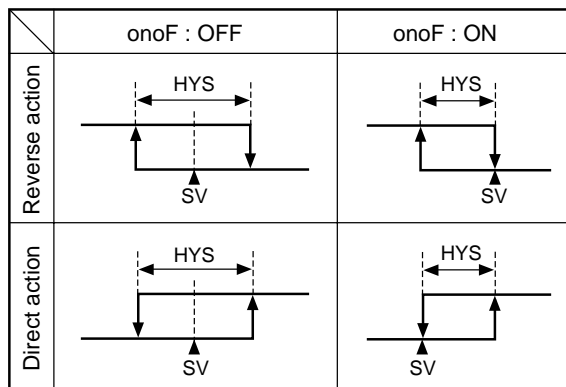 onoF : OFF
onoF : ON
Reverse action
HYS
SV
HYS
SV
Direct action
HYS
SV
HYS
SV